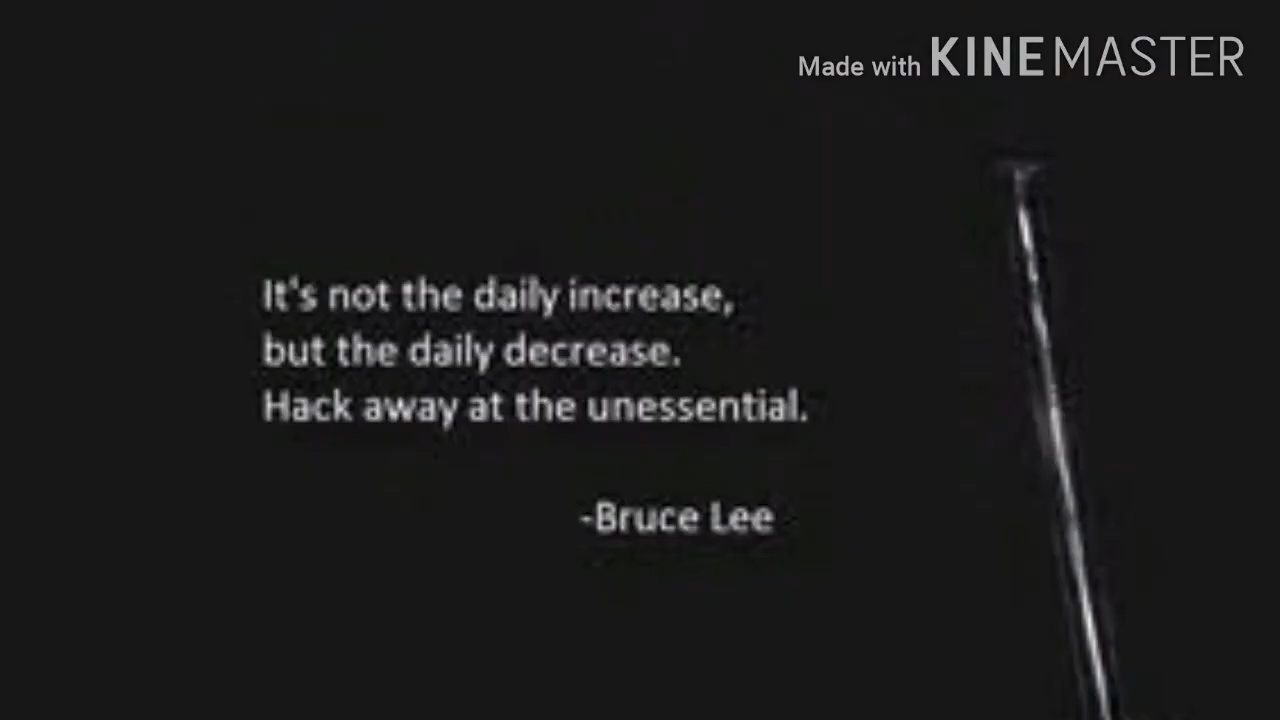 Made with KINEMASTER
It's not the daily increase,
but the daily decrease.
Hack away at the unessential.
-Bruce Lee